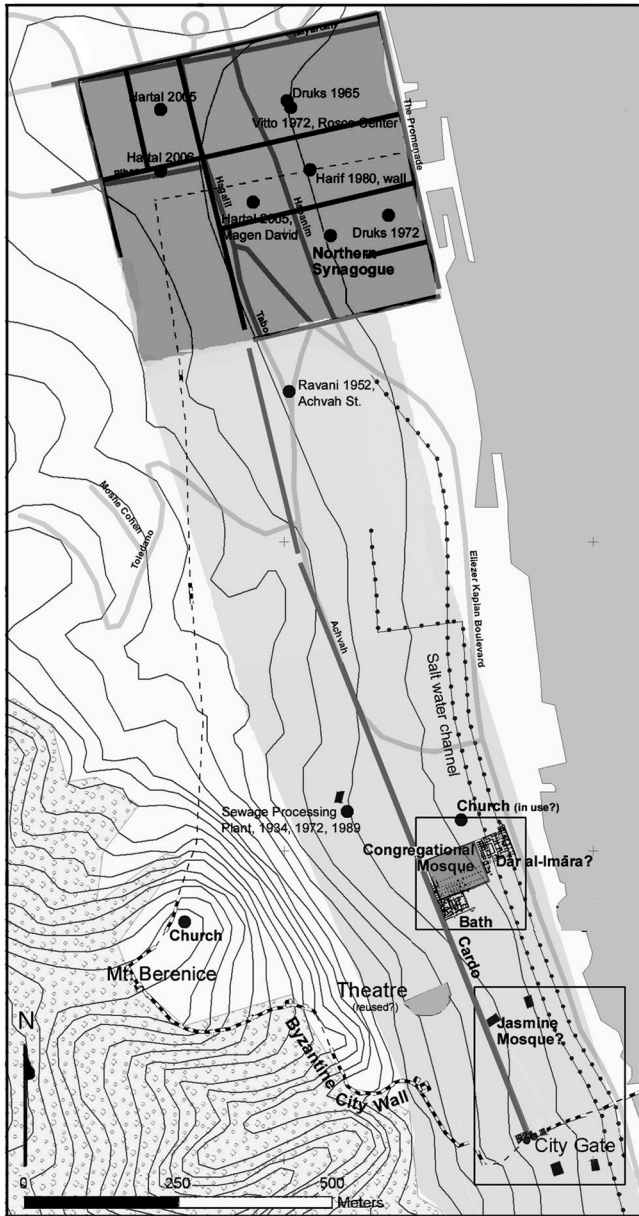 Hartal 2005
Druks 1965
Vitto 1972, Rosco Center
The Promenade
Hartal 2006
Harif 1980, wall
Hagalil
Habanim
Hartal 2005,
Magen David
Druks 1972
Northern
Synagogue
Tabor
Ravani 1952,
Achvah St.
Moshe Cohen
Toledano
Eliezer Kaplan Boulevard
Achvah
Salt water channel
Sewage Processing
Plant, 1934, 1972, 1989
Church (in use?)
Congregational
Mosque
Dār al-Imāra?
Bath
Church
Cardo
Mt. Berenice
Theatre
(reused?)
Jasmine
Mosque?
N
Byzantine City Wall
City Gate
0
250
500
Meters